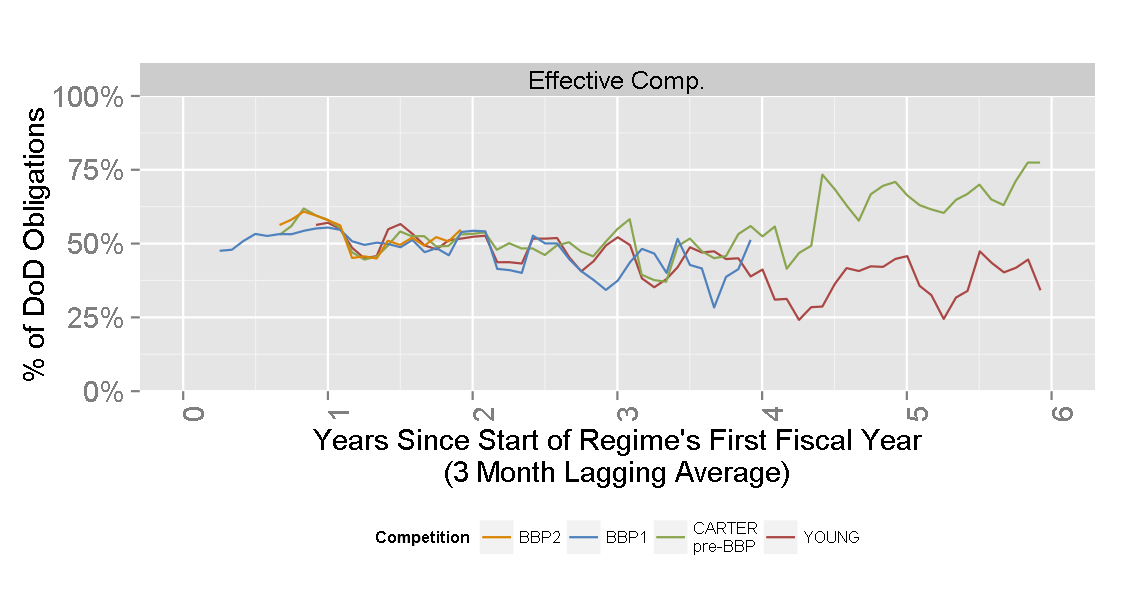 Effective Comp.
% of DoD Obligations
100%
75%
50%
25%
0%
0
1
2
3
4
5
6
Years Since Start of Regime's First Fiscal Year
(3 Month Lagging Average)
Competition
BBP2
BBP1
CARTER
pre-BBP
YOUNG